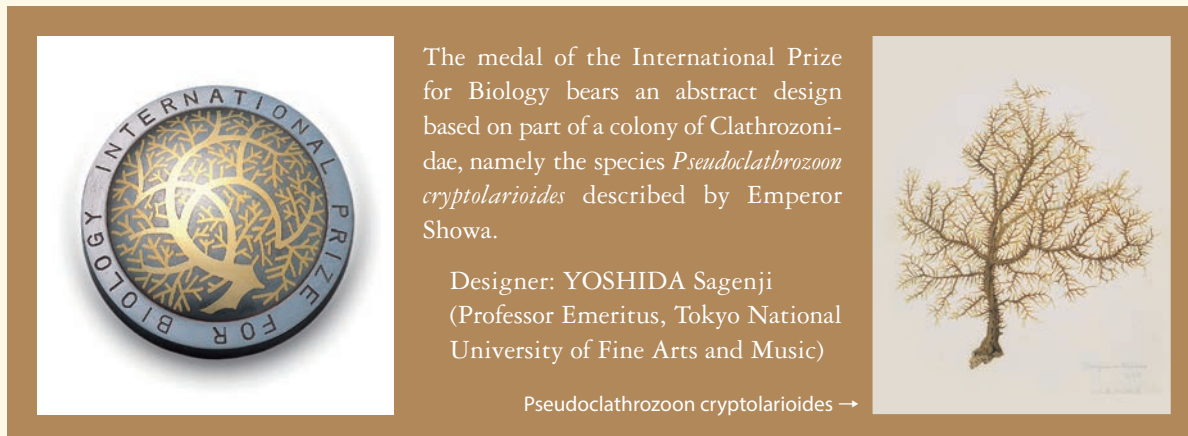 INTERNATIONAL PRIZE FOR BIOLOGY
The medal of the International Prize
for Biology bears an abstract design
based on part of a colony of Clathrozoni-
dae, namely the species Pseudoclathrozoon
cryptolarioides described by Emperor
Showa.
Designer: YOSHIDA Sagenji
(Professor Emeritus, Tokyo National
University of Fine Arts and Music)
Pseudoclathrozoon cryptolarioides →